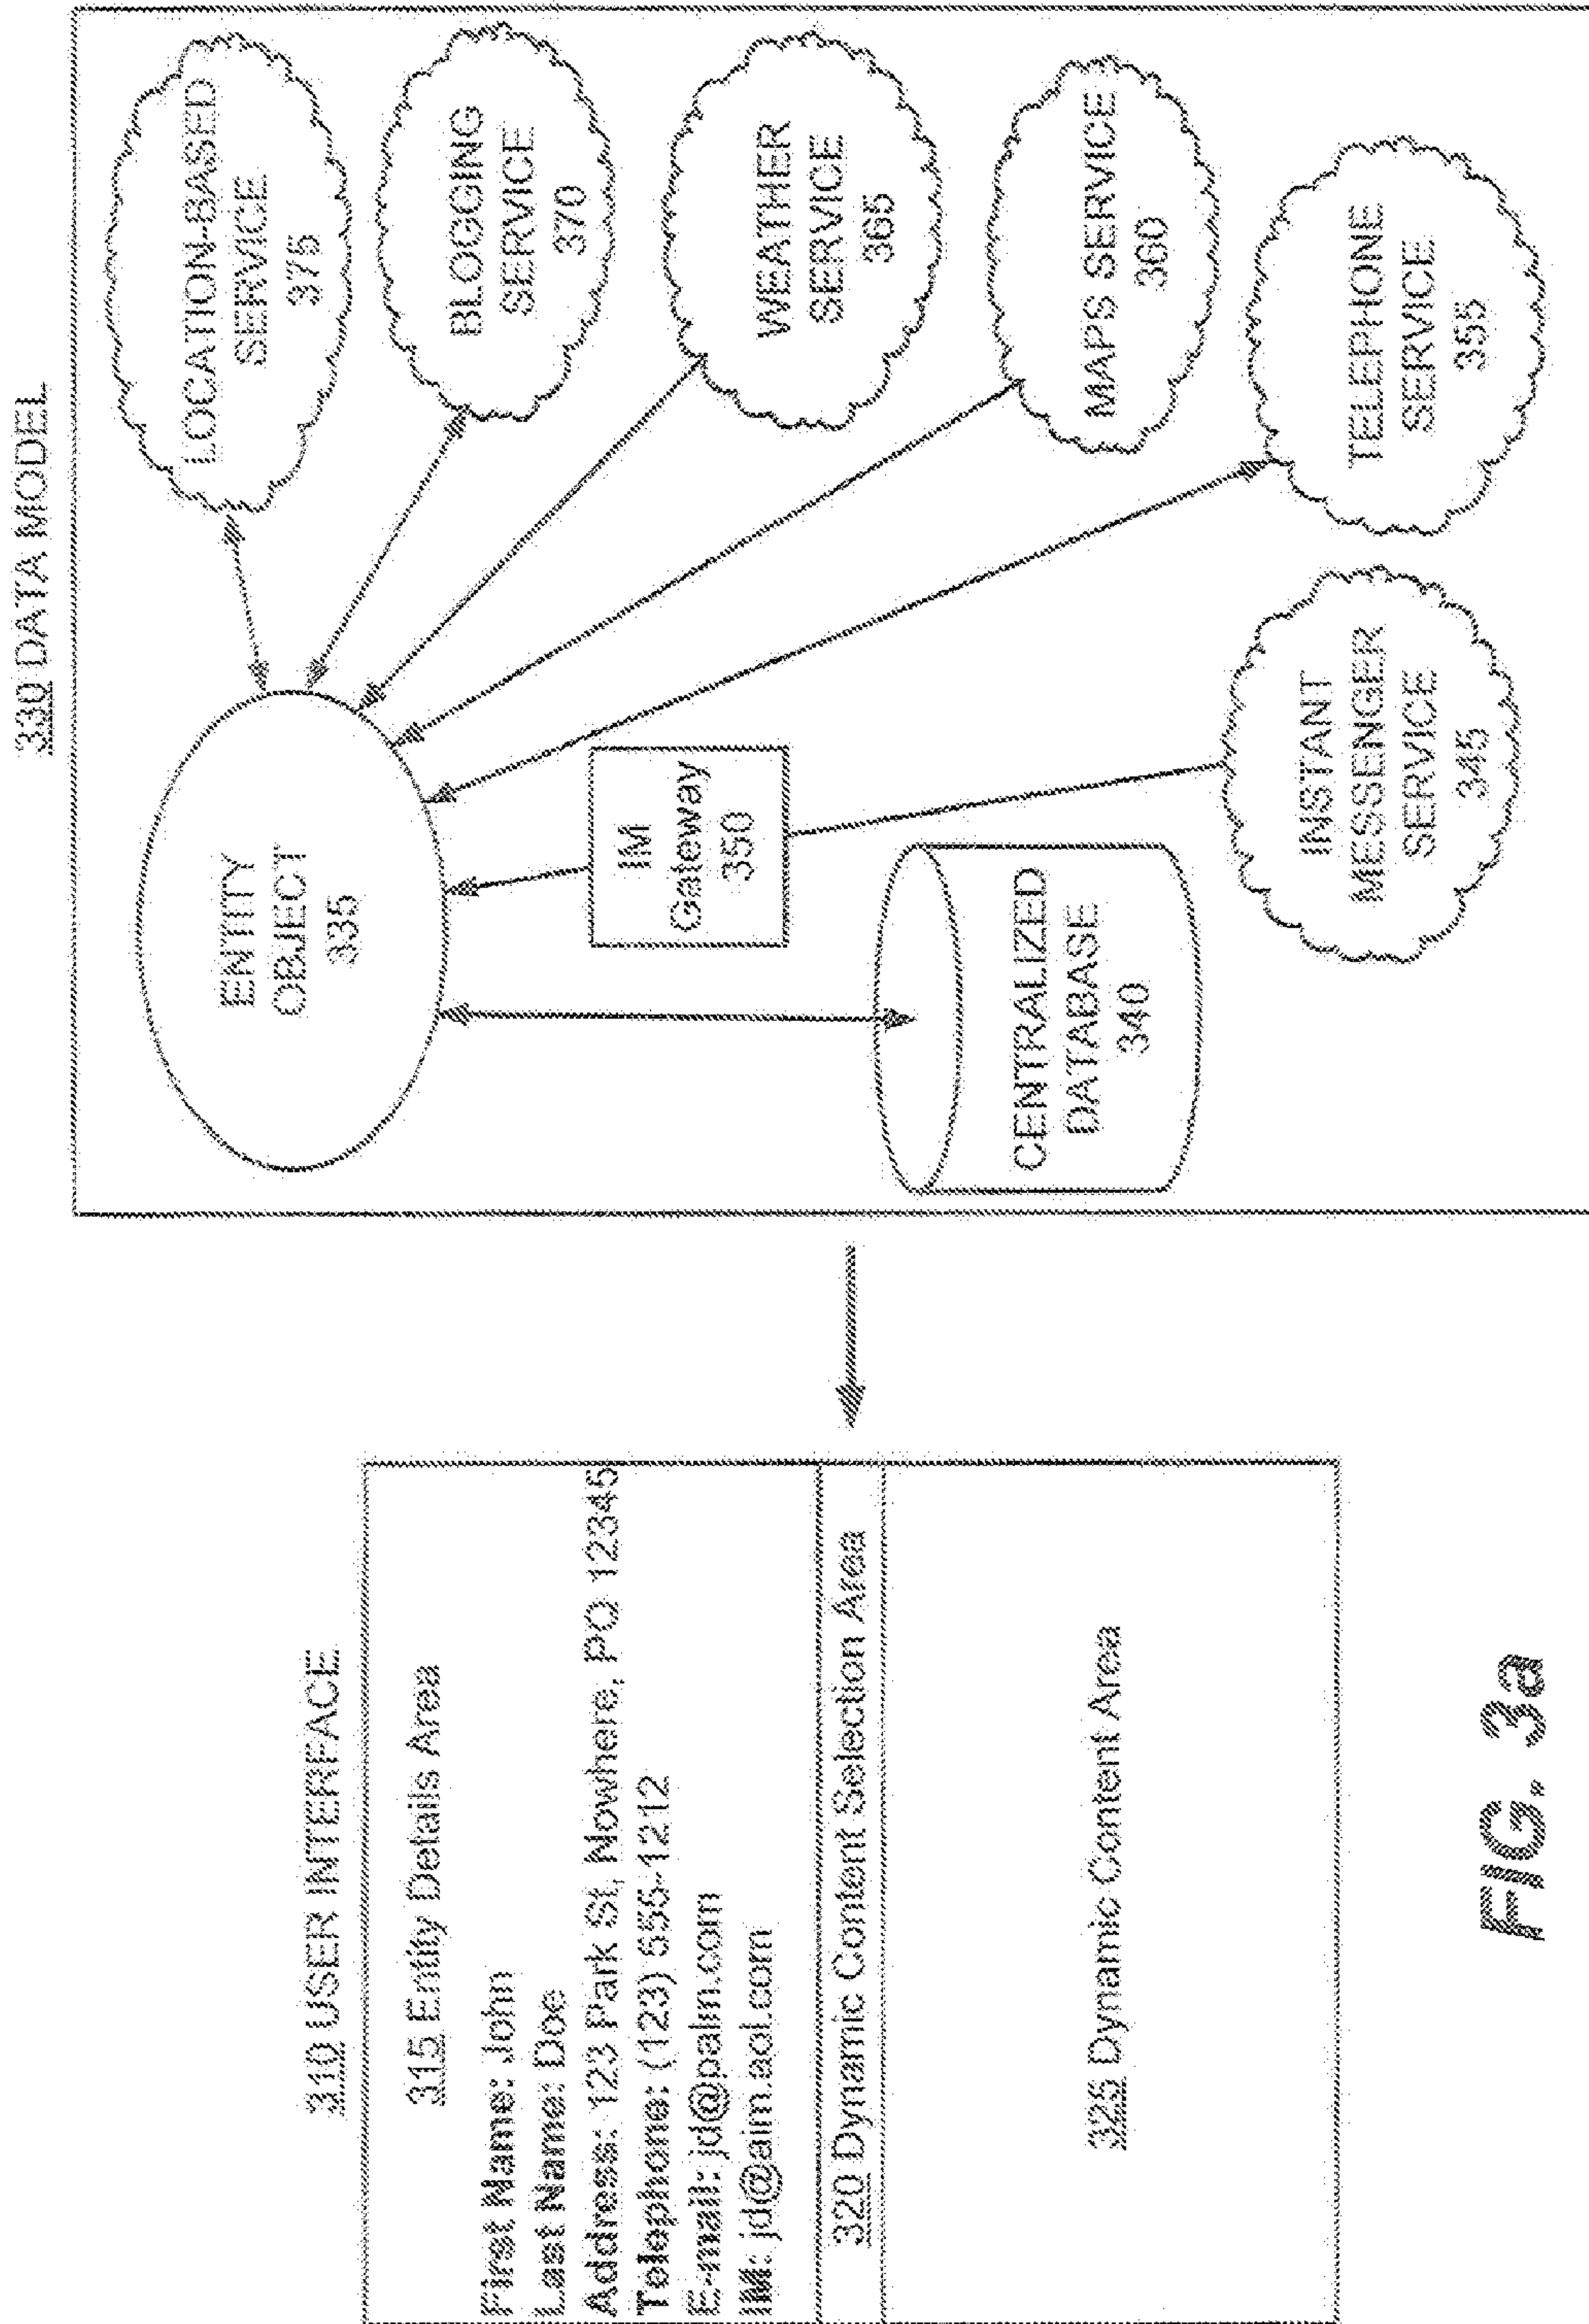 310 USER INTERFACE
315 Entity Details Area
First Name: John
Last Name: Doe
Address: 123 Park St, Nowhere, PO 12345
Telephone: (123) 555-1212
E-mail: jd@palm.com
IM: jd@aim.aol.com
320 Dynamic Content Selection Area
325 Dynamic Content Area
330 DATA MODEL
ENTITY
OBJECT
335
LOCATION-BASED
SERVICE
375
BLOGGING
SERVICE
370
WEATHER
SERVICE
365
MAPS SERVICE
360
TELEPHONE
SERVICE
355
IM
Gateway
350
CENTRALIZED
DATABASE
340
INSTANT
MESSENGER
SERVICE
345
FIG. 3a